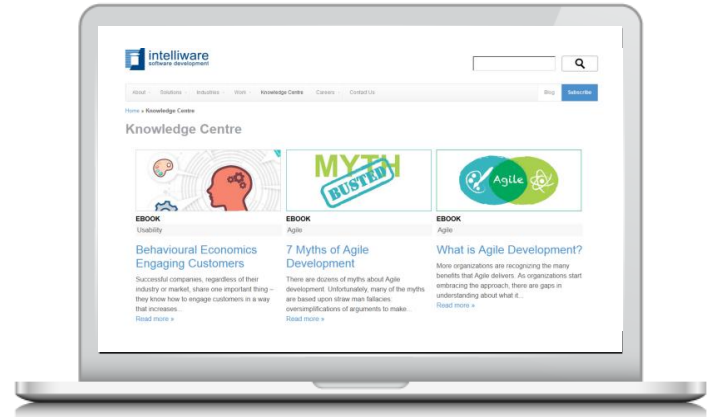 intelliware
software development
About Solutions Industries Work Knowledge Centre Careers Contact Us Blog Subscribe
Home » Knowledge Centre
Knowledge Centre
MYTH
BUSTED
Agile
EBOOK
Usability
Behavioural Economics
Engaging Customers
Successful companies, regardless of their
industry or market, share one important thing –
they know how to engage customers in a way
that increases...
Read more »
EBOOK
Agile
7 Myths of Agile
Development
There are dozens of myths about Agile
development. Unfortunately, many of the myths
are based upon straw man fallacies
oversimplifications of arguments to make...
Read more »
EBOOK
Agile
What is Agile Development?
More organizations are recognizing the many
benefits that Agile delivers. As organizations start
embracing the approach, there are gaps in
understanding about what it...
Read more »